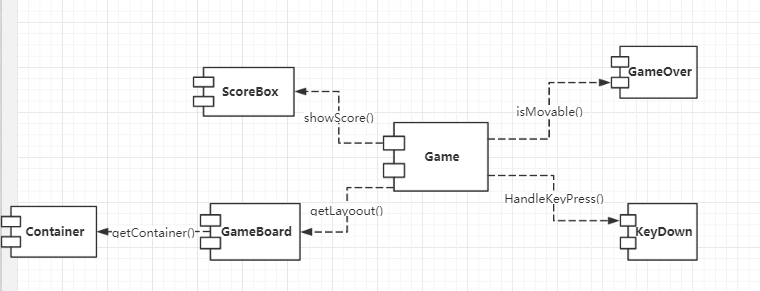 GameOver
ScoreBox
isMovable()
showScore()
Game
HandleKeyPress()
getLayoout()
Container
getContainer()
GameBoard
KeyDown